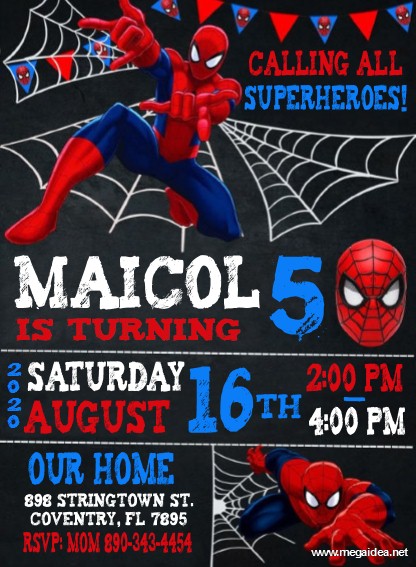 CALLING ALL
SUPERHEROES!
MAICOL 5
IS TURNING
2020
SATURDAY
AUGUST
16TH
2:00 PM
–
4:00 PM
OUR HOME
898 STRINGTOWN ST.
COVENTRY, FL 7895
RSVP: MOM 890-343-4454
www.megaidea.net